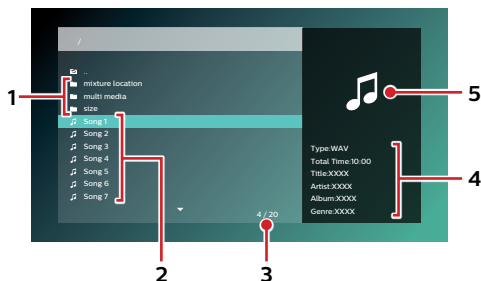 /
..
mixture location
multi media
size
Song 1
Song 2
Song 3
Song 4
Song 5
Song 6
Song 7
4 / 20
Type:WAV
Total Time:10:00
Title:XXXX
Artist:XXXX
Album:XXXX
Genre:XXXX
1
2
3
4
5